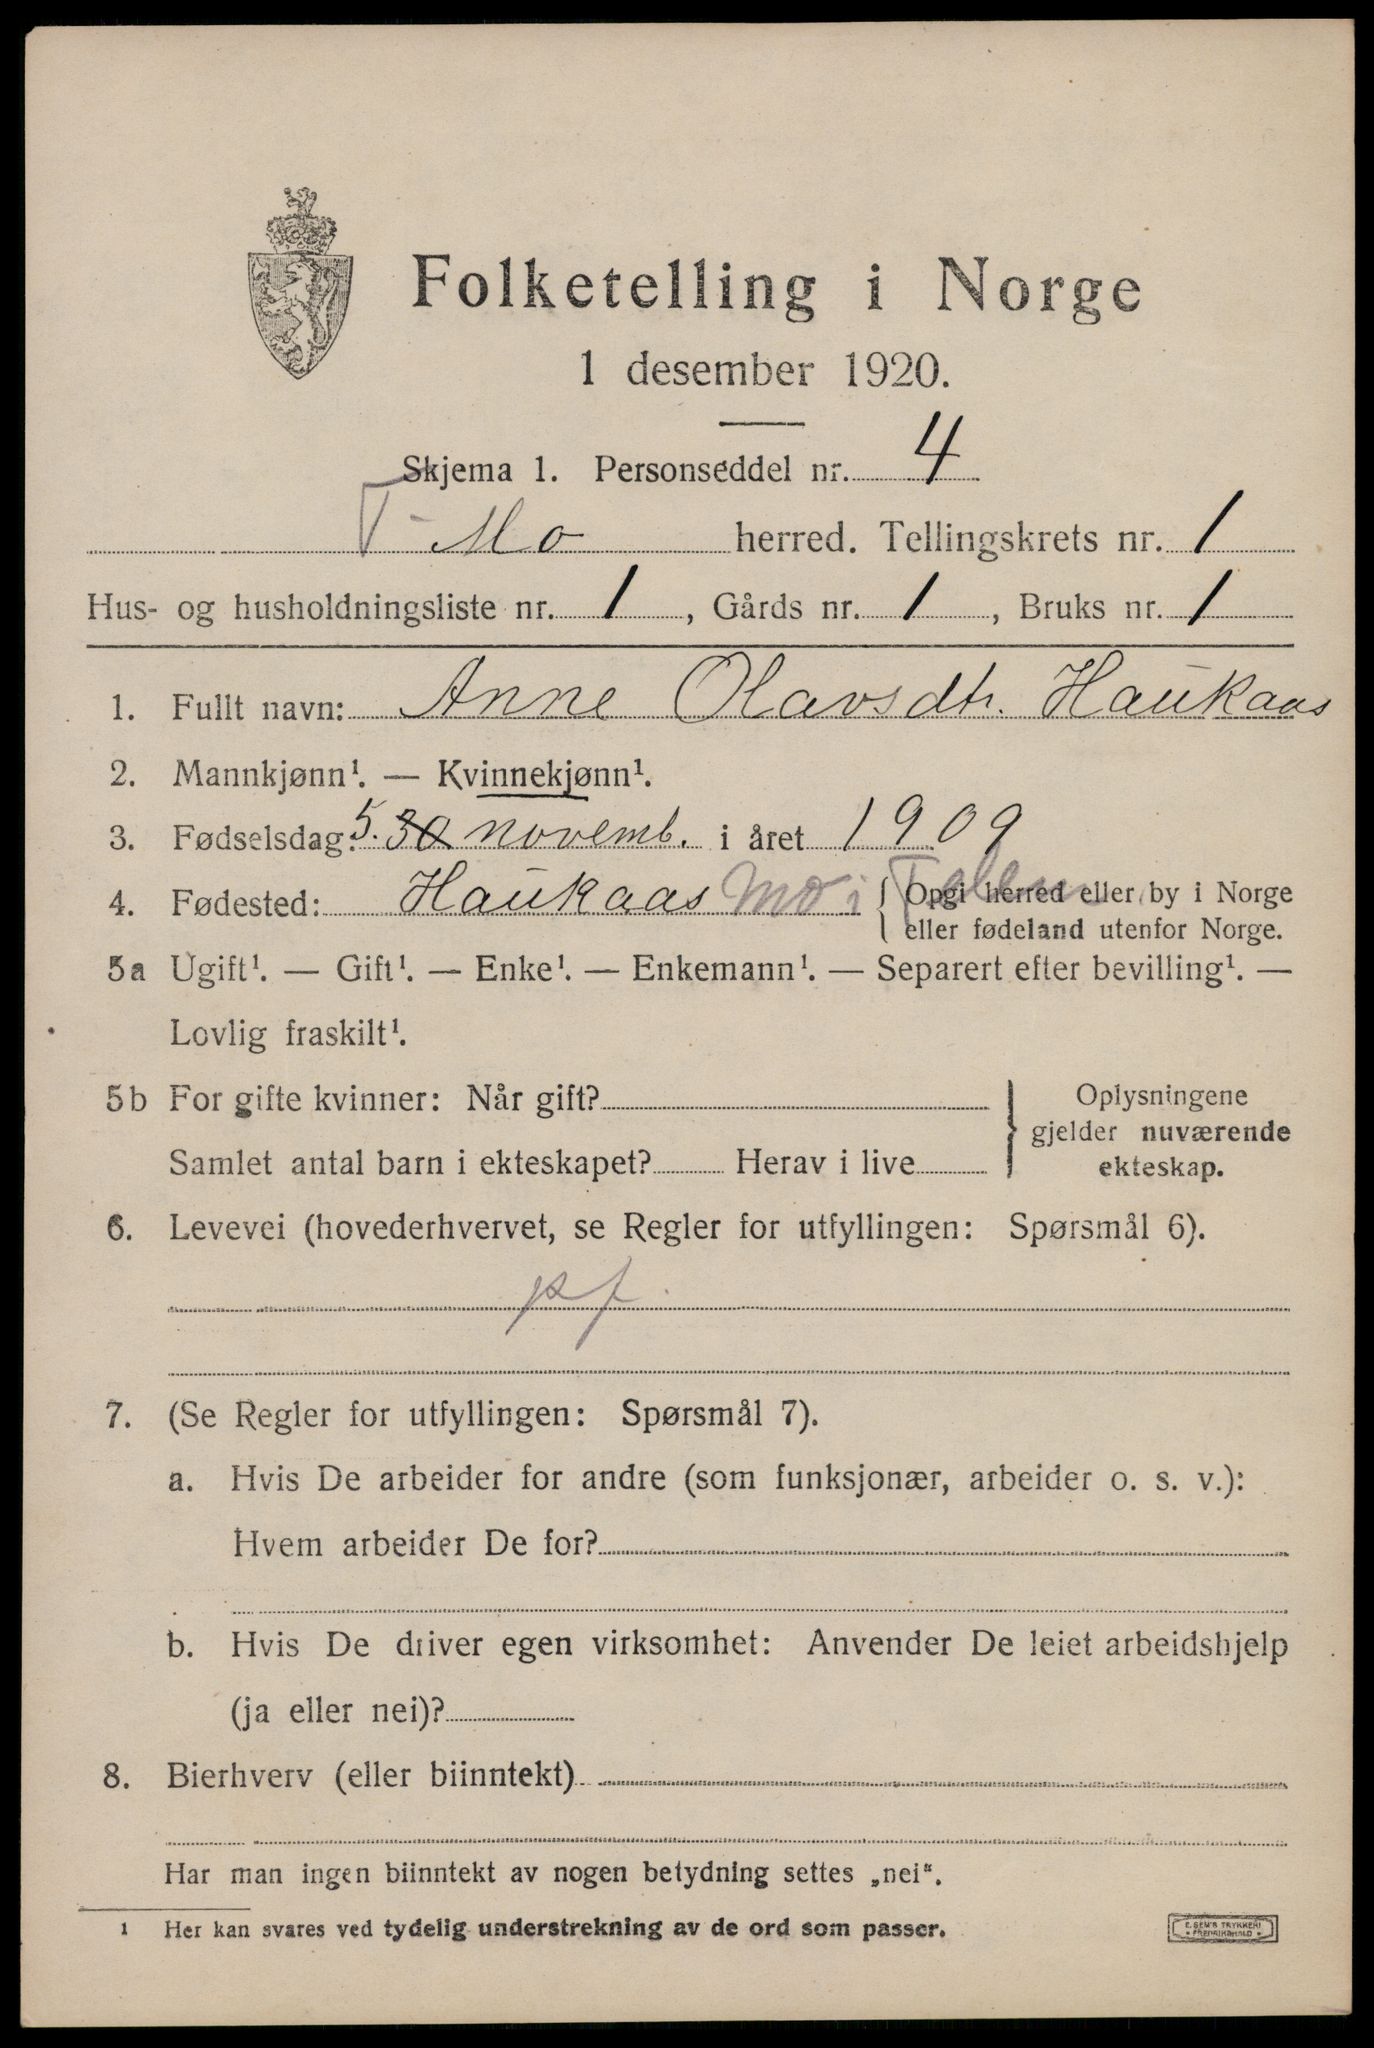 Folketelling i Norge
1 desember 1920.
Skjema 1. Personseddel nr. 4
T- Mo herred. Tellingskrets nr. 1
Hus- og husholdningsliste nr. 1, Gårds nr. 1, Bruks nr. 1
1. Fullt navn: Anne Olavsdtr. Haukaas
2. Mannkjønn¹. — Kvinnekjønn¹.
3. Fødselsdag: 5. 30 novemb. i året 1909
4. Fødested: Haukaas Mo i Telem. { Opgi herred eller by i Norge
eller fødeland utenfor Norge.
5a Ugift¹. — Gift¹. — Enke¹. — Enkemann¹. — Separert efter bevilling¹. —
Lovlig fraskilt¹.
5b For gifte kvinner: Når gift? } Oplysningene
gjelder nuværende
Samlet antal barn i ekteskapet? Herav i live
ekteskap.
6. Levevei (hovederhvervet, se Regler for utfyllingen: Spørsmål 6).
pf.
7. (Se Regler for utfyllingen: Spørsmål 7).
a. Hvis De arbeider for andre (som funksjonær, arbeider o. s. v.):
Hvem arbeider De for?
b. Hvis De driver egen virksomhet: Anvender De leiet arbeidshjelp
(ja eller nei)?
8. Bierhverv (eller biinntekt)
Har man ingen biinntekt av nogen betydning settes „nei“.
1 Her kan svares ved tydelig understrekning av de ord som passer.
E. SEM'S TRYKKERI
FREDRIKSHALD